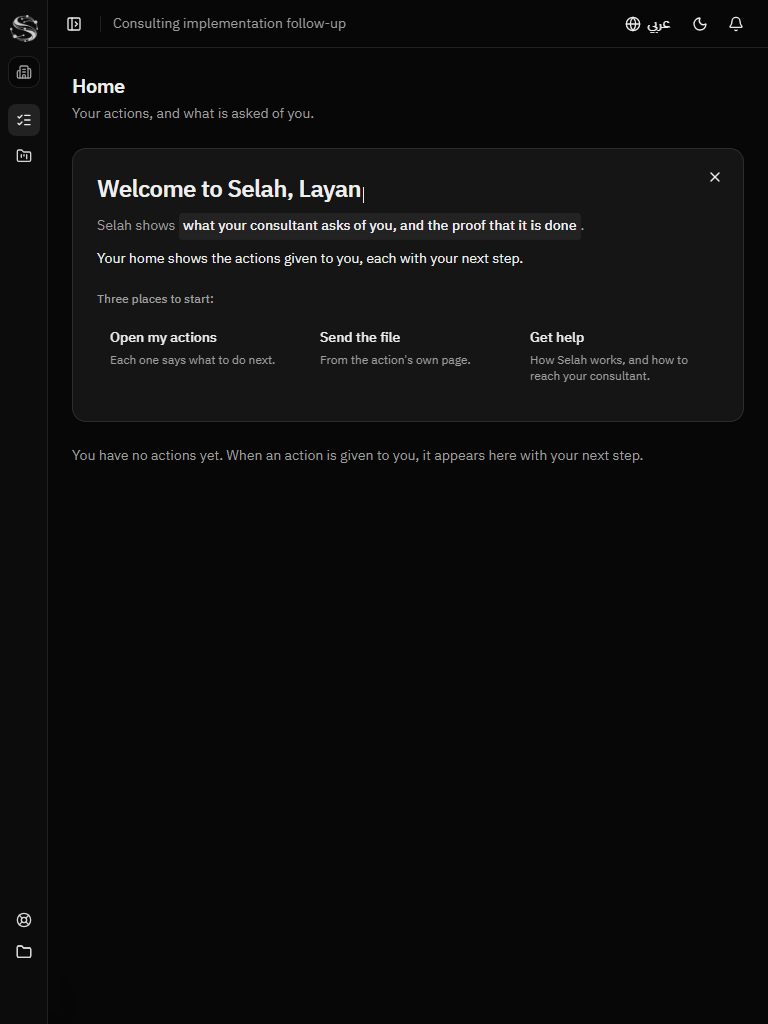 Consulting implementation follow-up
عربي
Home
Your actions, and what is asked of you.
Welcome to Selah, Layan
Selah shows what your consultant asks of you, and the proof that it is done.
Your home shows the actions given to you, each with your next step.
Three places to start:
Open my actions
Each one says what to do next.
Send the file
From the action's own page.
Get help
How Selah works, and how to
reach your consultant.
You have no actions yet. When an action is given to you, it appears here with your next step.